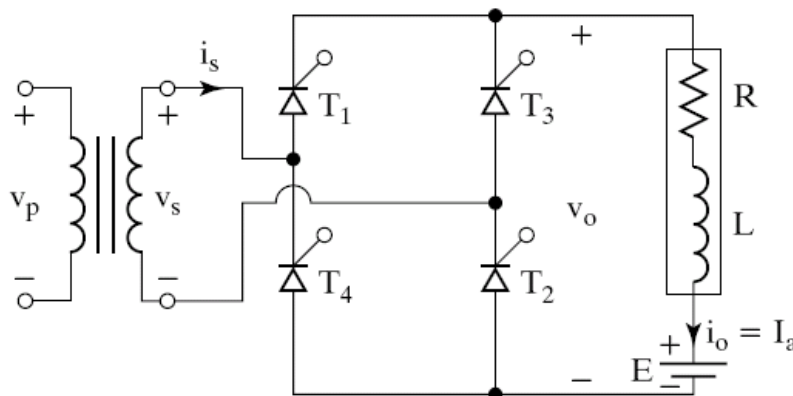 i_s
+
T_1
T_3
+
R
+
+
v_p
v_s
v_o
L
−
−
T_4
T_2
+
i_o = I_a
E
−
−